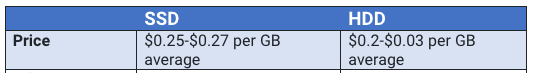 SSD HDD
Price $0.25-$0.27 per GB $0.2-$0.03 per GB
average average